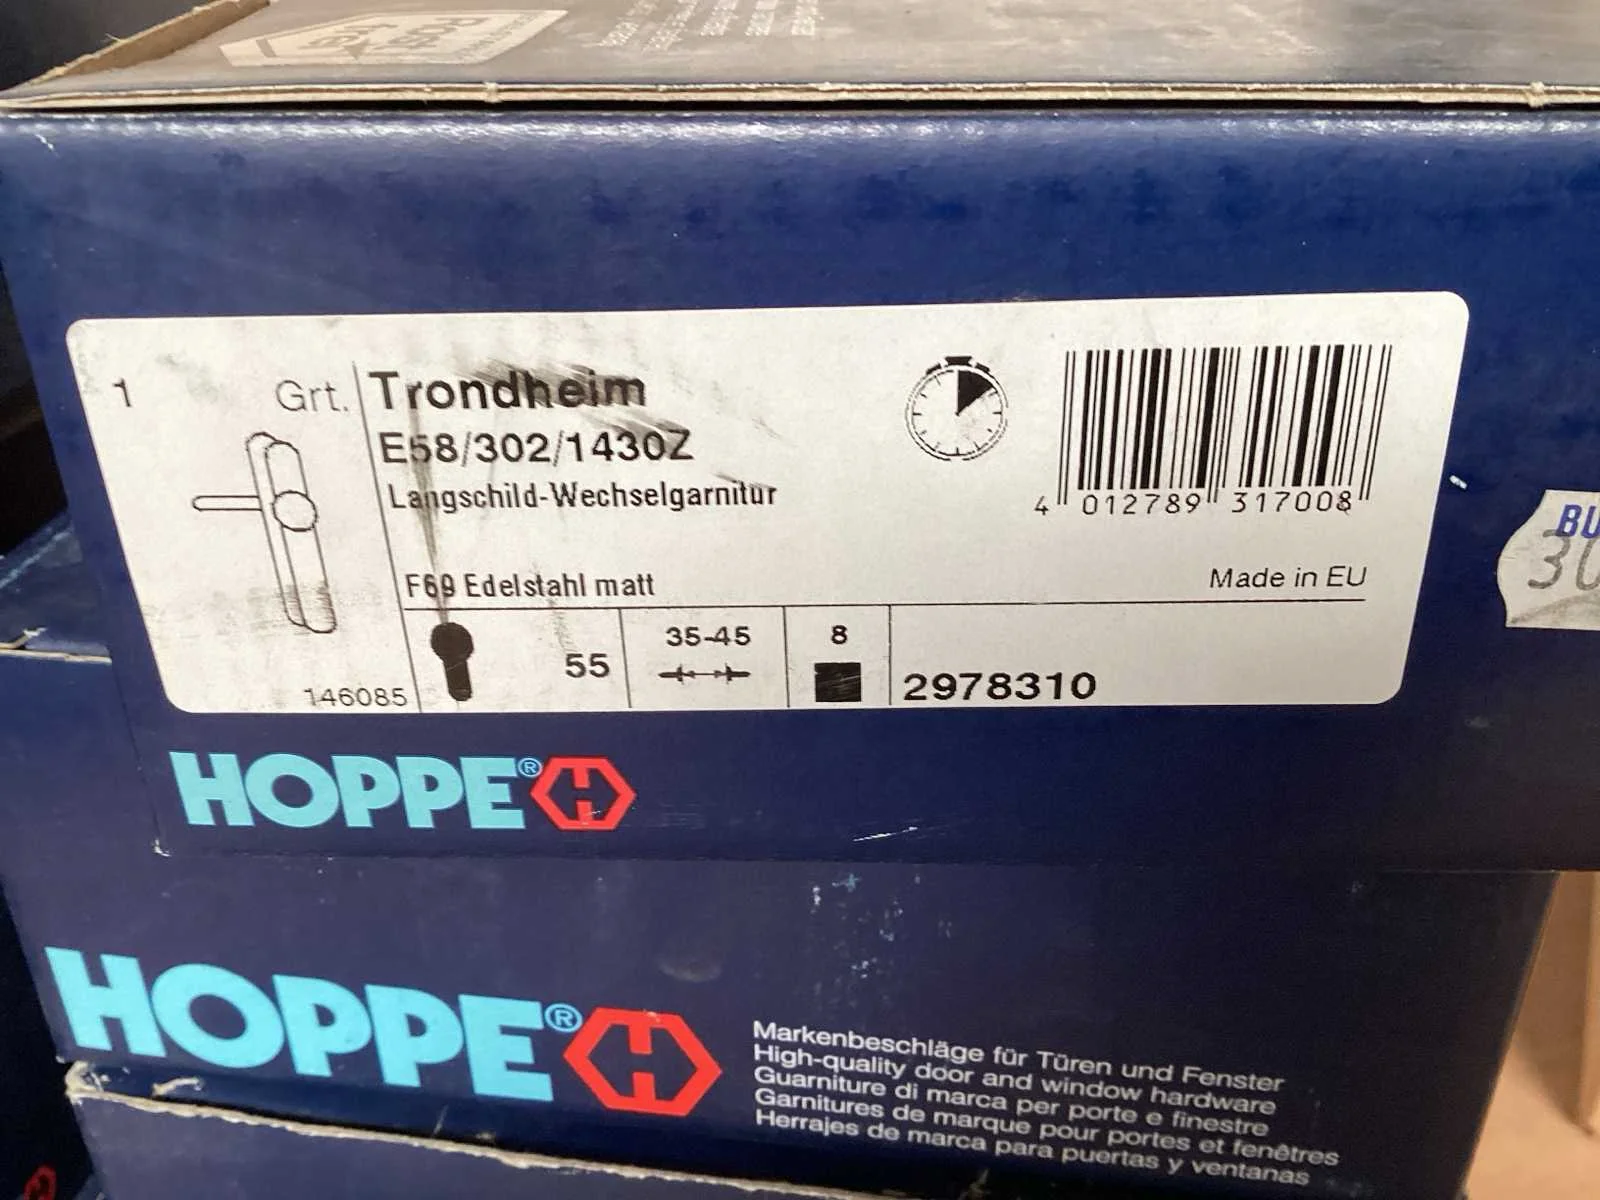 1 Grt. Trondheim
E58/302/1430Z
Langschild-Wechselgarnitur
4 012789 317008
F69 Edelstahl matt
Made in EU
146085 55 35-45 8 2978310
HOPPE®
BU
30
HOPPE®
Markenbeschläge für Türen und Fenster
High-quality door and window hardware
Guarniture di marca per porte e finestre
Garnitures de marque pour portes et fenêtres
Herrajes de marca para puertas y ventanas